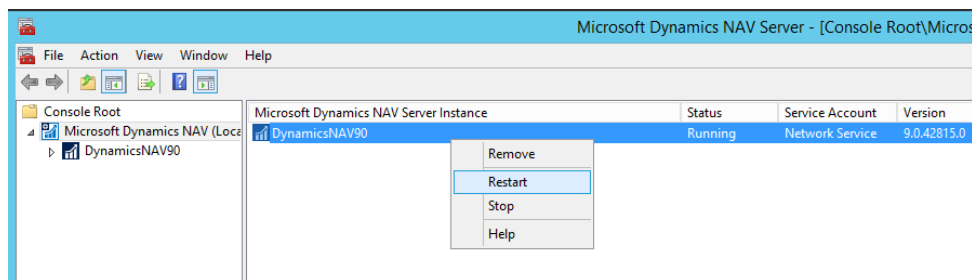 Microsoft Dynamics NAV Server - [Console Root\Micros
File Action View Window Help
Console Root
Microsoft Dynamics NAV (Loca
DynamicsNAV90
Microsoft Dynamics NAV Server Instance Status Service Account Version
DynamicsNAV90 Running Network Service 9.0.42815.0
Remove
Restart
Stop
Help